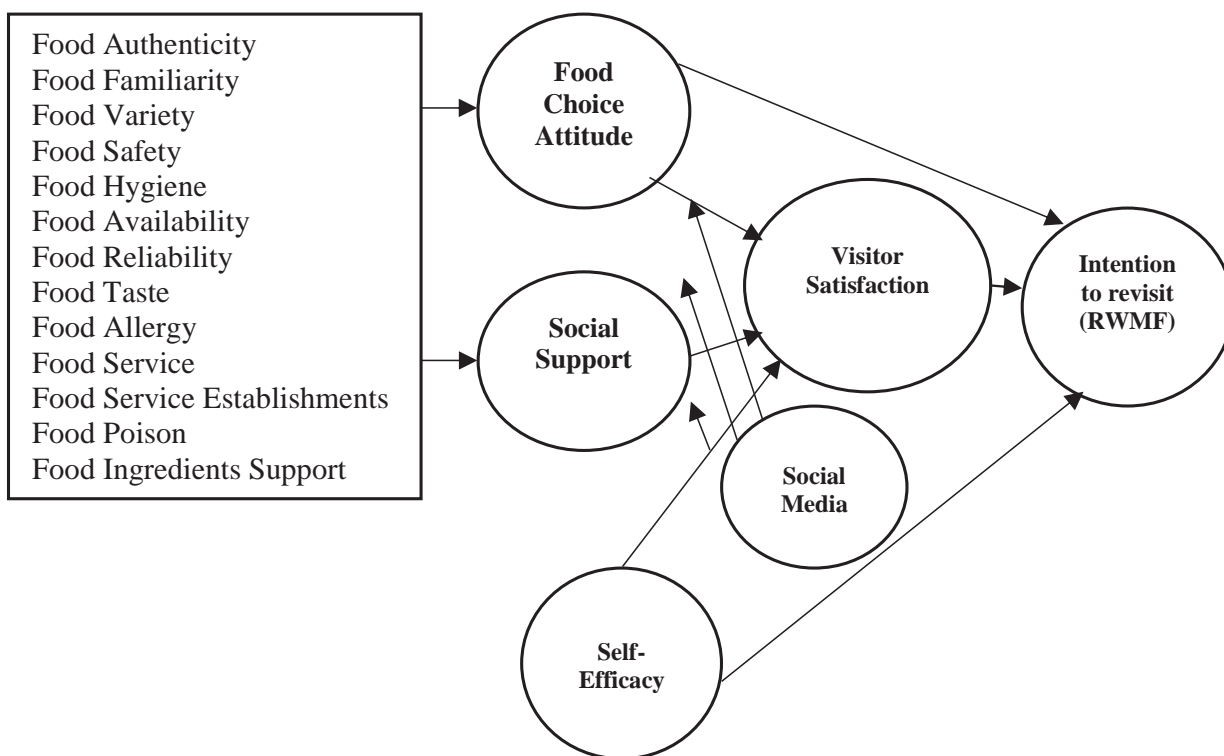 Food Authenticity
Food Familiarity
Food Variety
Food Safety
Food Hygiene
Food Availability
Food Reliability
Food Taste
Food Allergy
Food Service
Food Service Establishments
Food Poison
Food Ingredients Support
Food
Choice
Attitude
Social
Support
Visitor
Satisfaction
Intention
to revisit
(RWMF)
Social
Media
Self-
Efficacy